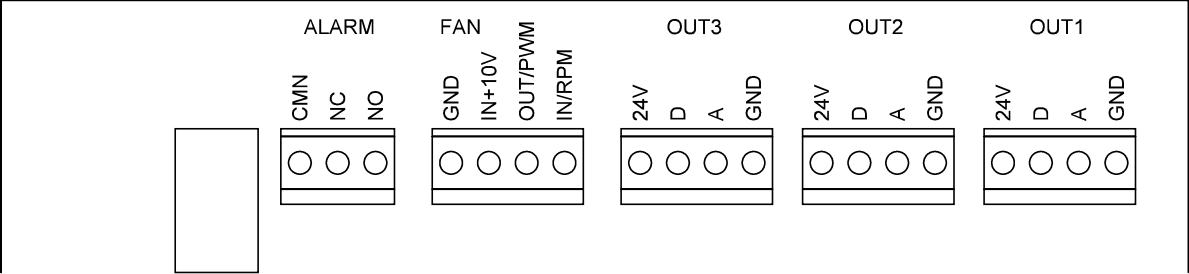 ALARM FAN OUT3 OUT2 OUT1
CMN NC NO GND IN+10V OUT/PWM IN/RPM 24V D A GND 24V D A GND 24V D A GND